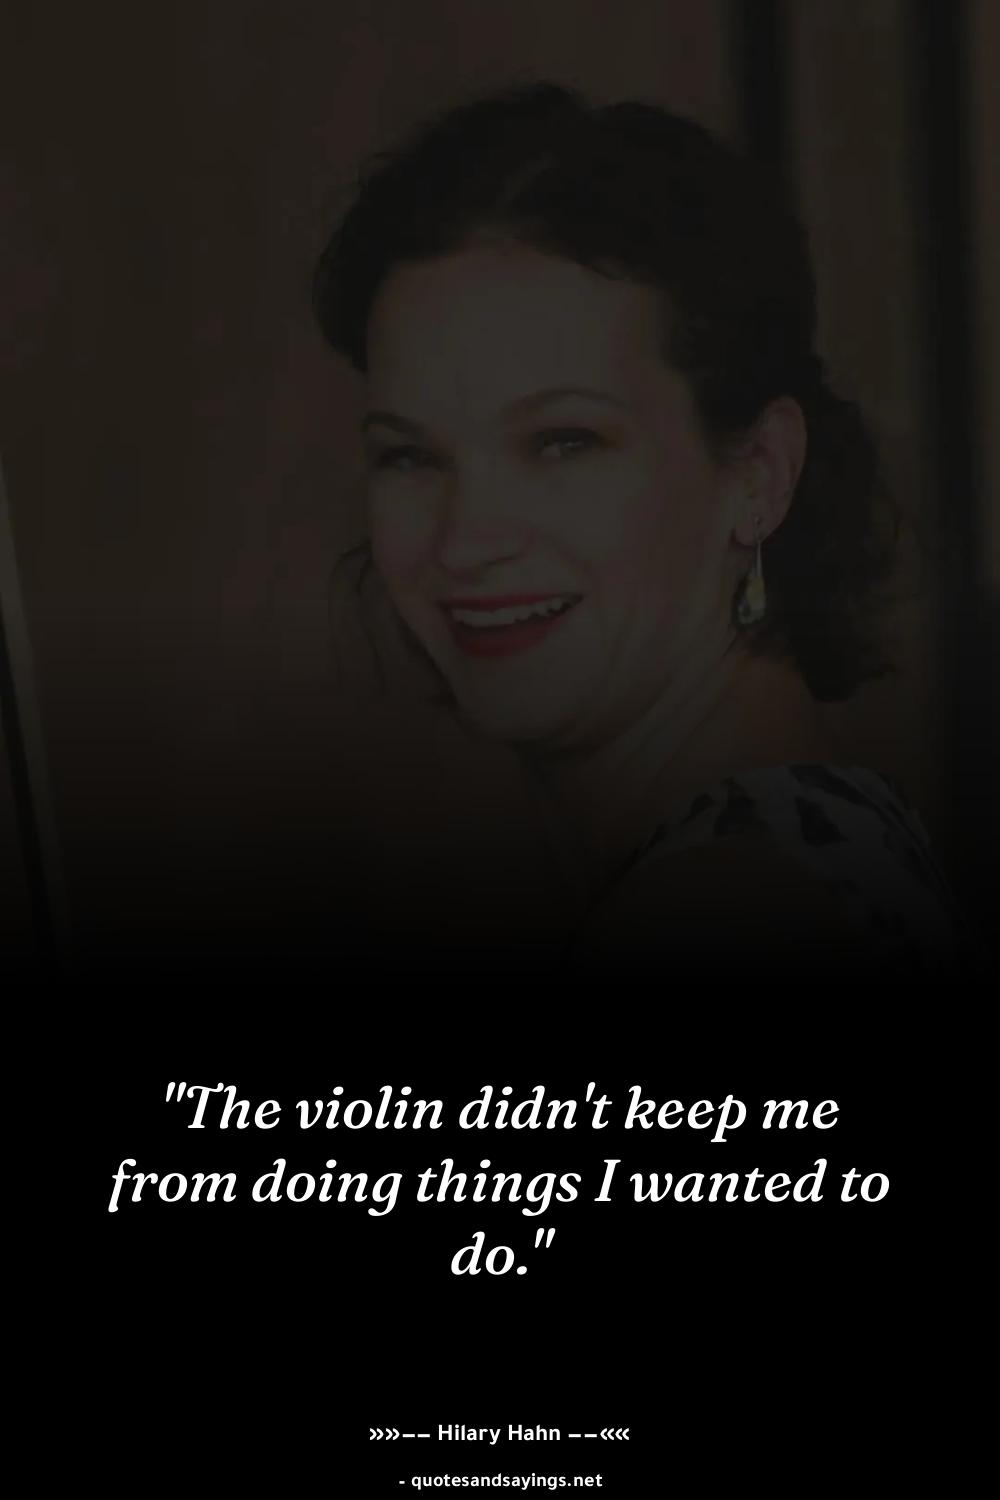 "The violin didn't keep me
from doing things I wanted to
do."
»»−− Hilary Hahn −−««
- quotesandsayings.net